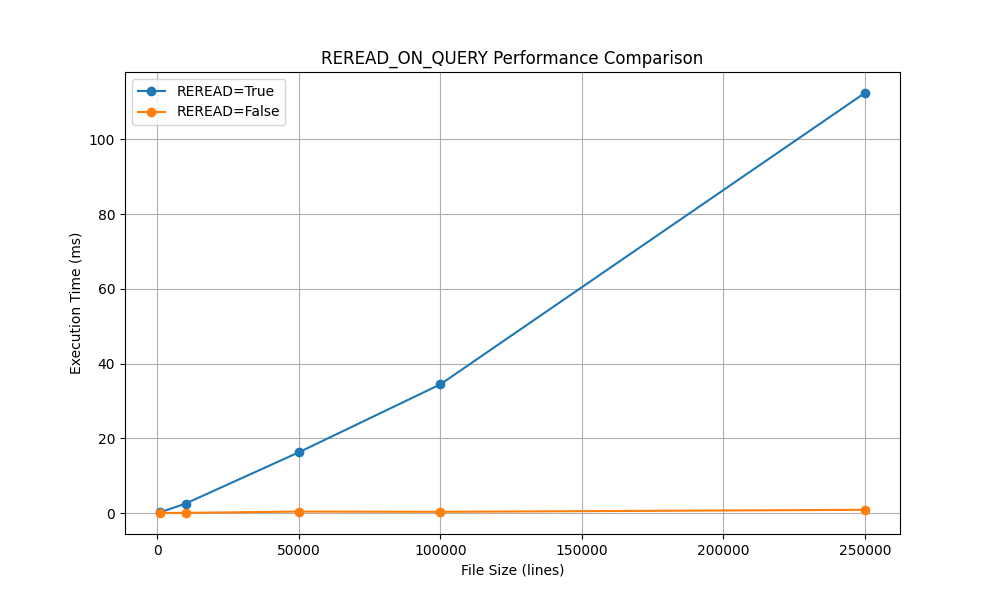 REREAD_ON_QUERY Performance Comparison
REREAD=True
REREAD=False
Execution Time (ms)
100
80
60
40
20
0
0 50000 100000 150000 200000 250000
File Size (lines)